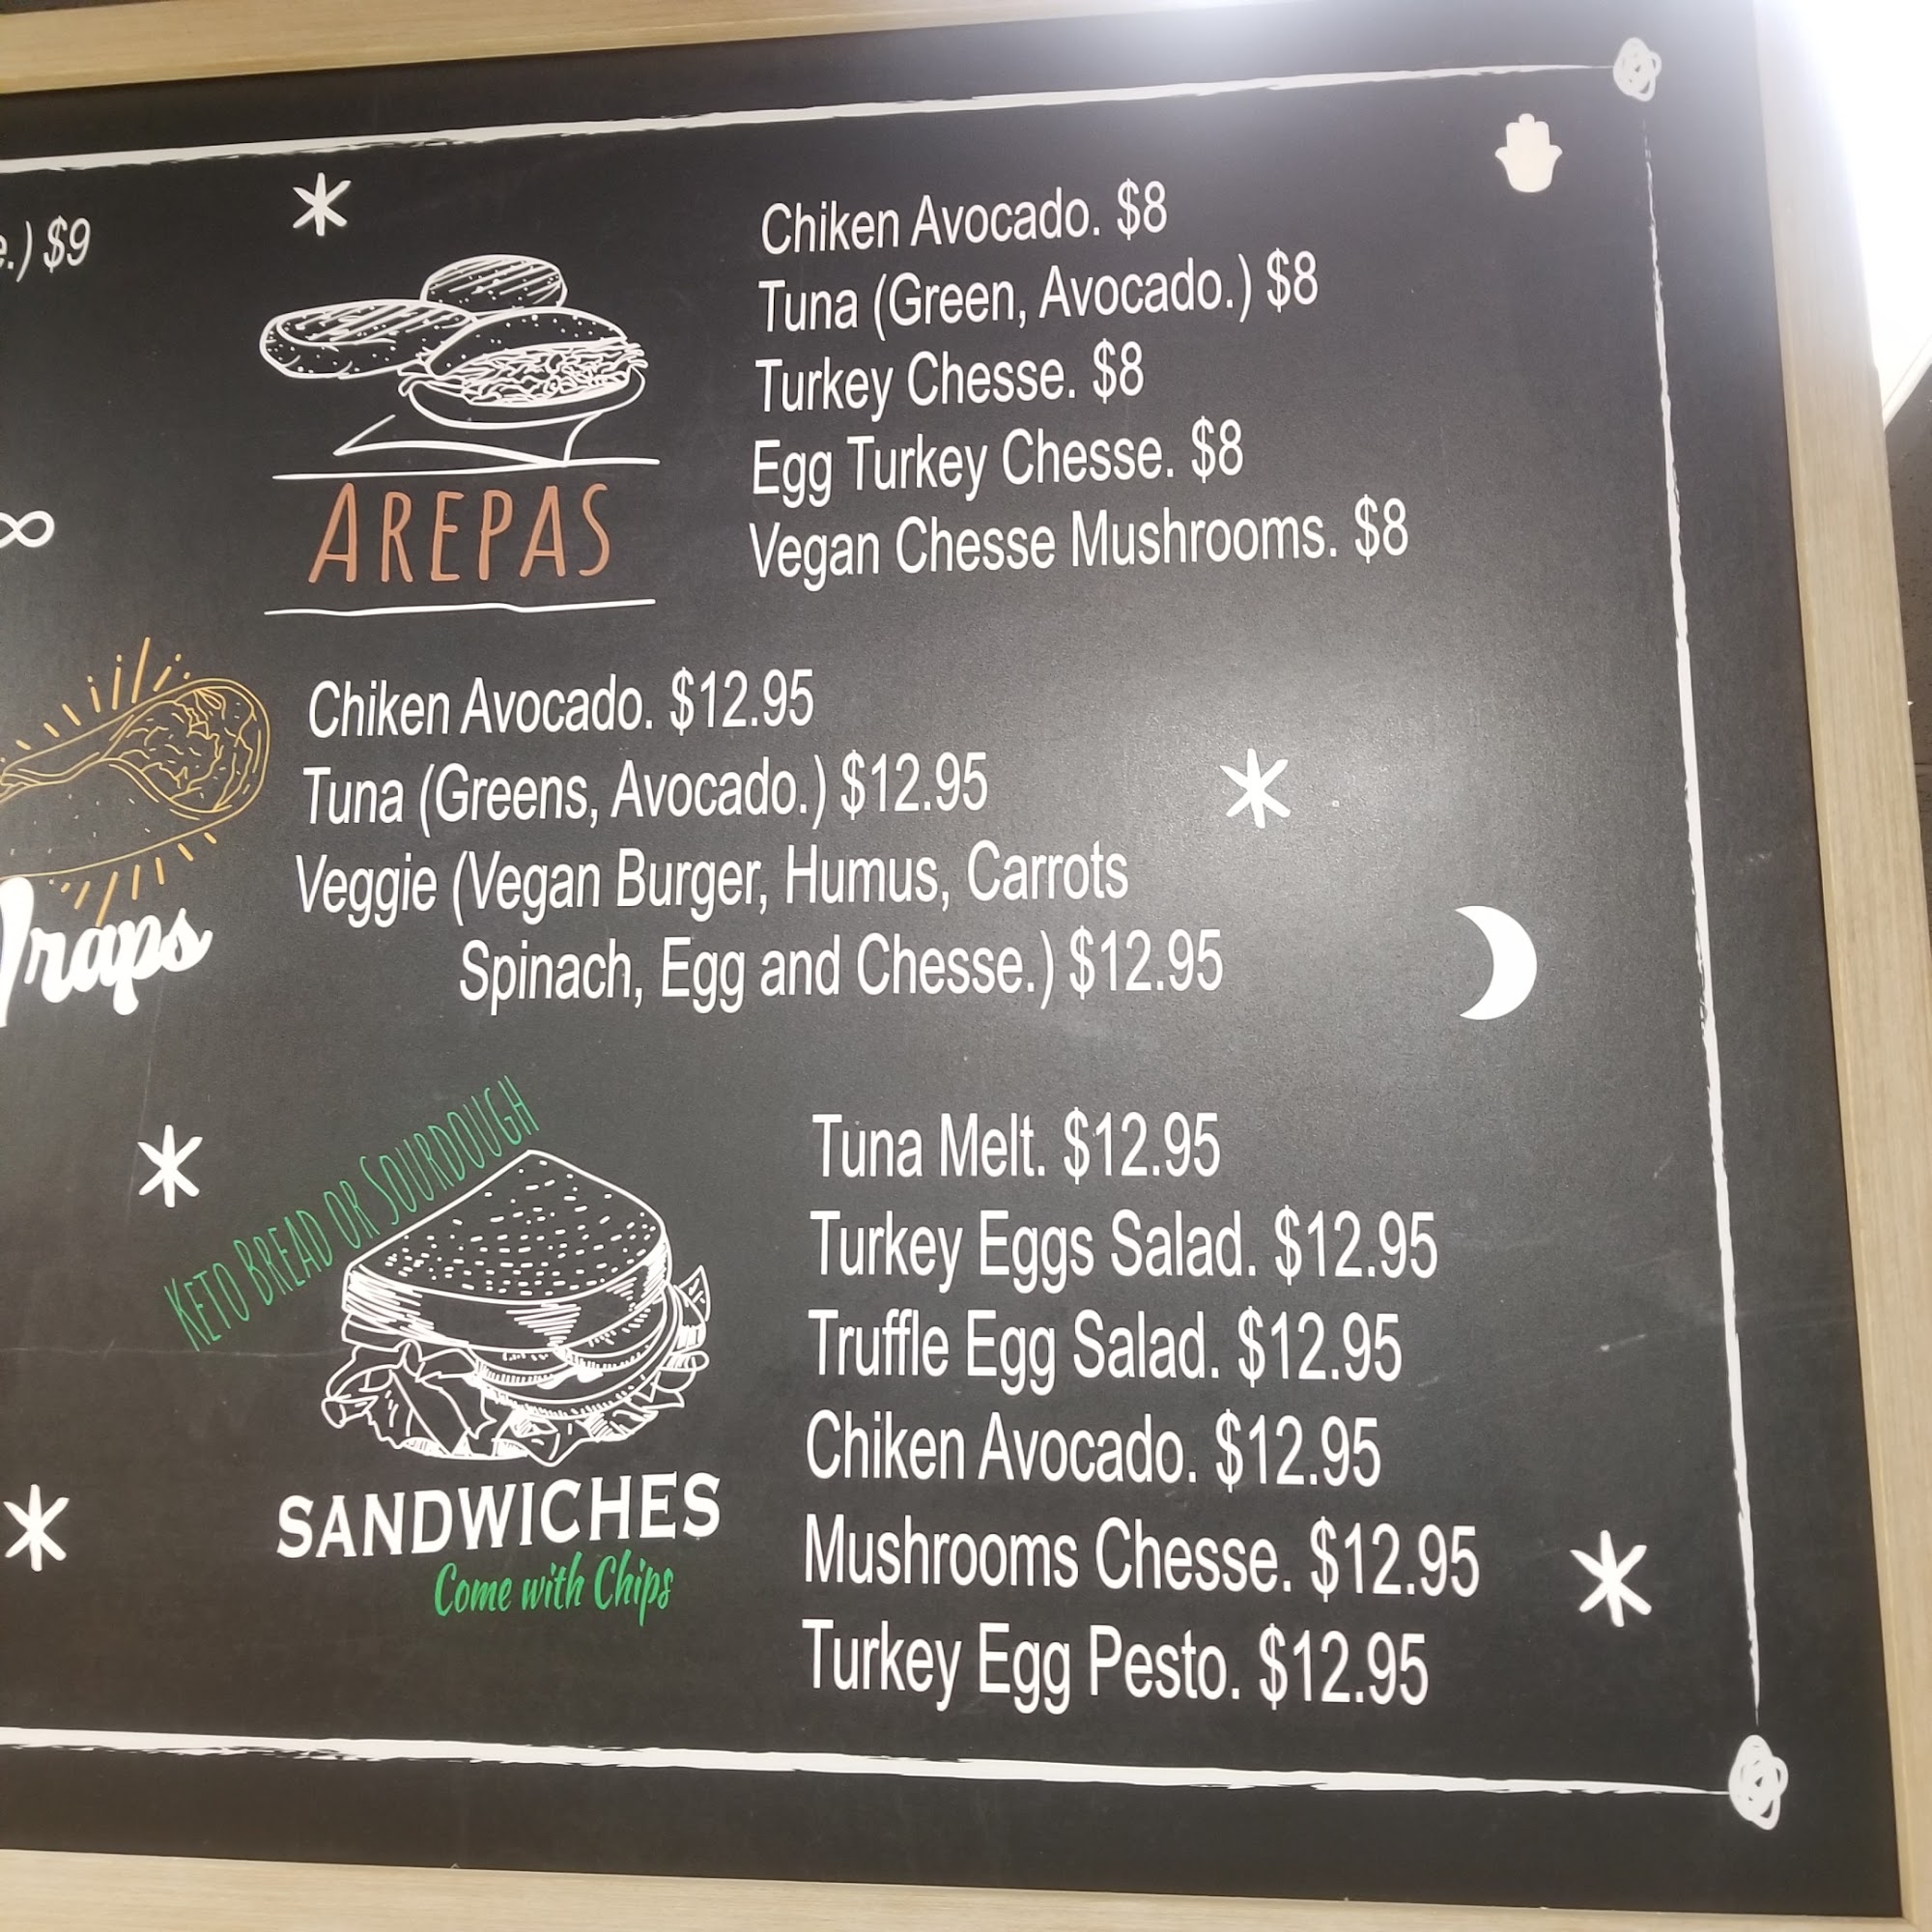 $9
AREPAS
Chiken Avocado. $8
Tuna (Green, Avocado.) $8
Turkey Chesse. $8
Egg Turkey Chesse. $8
Vegan Chesse Mushrooms. $8
raps
Chiken Avocado. $12.95
Tuna (Greens, Avocado.) $12.95
Veggie (Vegan Burger, Humus, Carrots
Spinach, Egg and Chesse.) $12.95
KETO BREAD OR SOURDOUGH
SANDWICHES
Come with Chips
Tuna Melt. $12.95
Turkey Eggs Salad. $12.95
Truffle Egg Salad. $12.95
Chiken Avocado. $12.95
Mushrooms Chesse. $12.95
Turkey Egg Pesto. $12.95